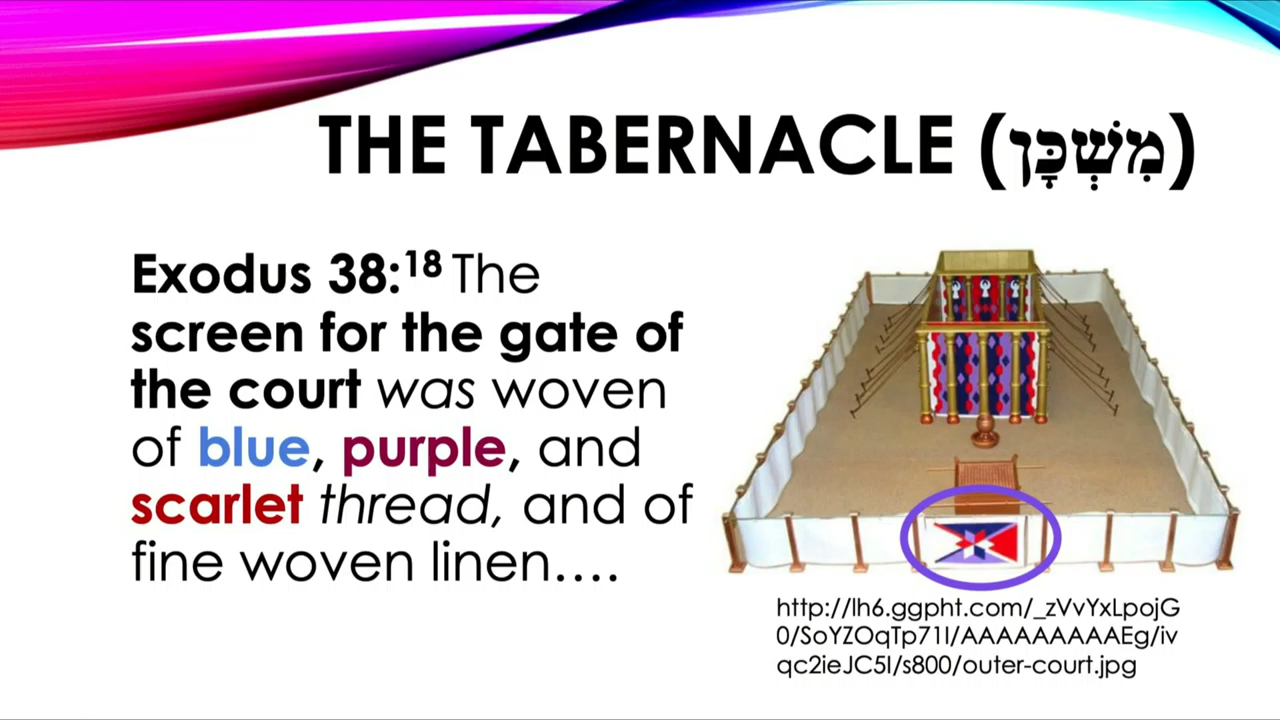 THE TABERNACLE (מִשְׁכָּן)
Exodus 38:18 The
screen for the gate of
the court was woven
of blue, purple, and
scarlet thread, and of
fine woven linen....
http://lh6.ggpht.com/_zVvYxLpojG
0/SoYZOqTp71I/AAAAAAAAAEg/iv
qc2ieJC5I/s800/outer-court.jpg